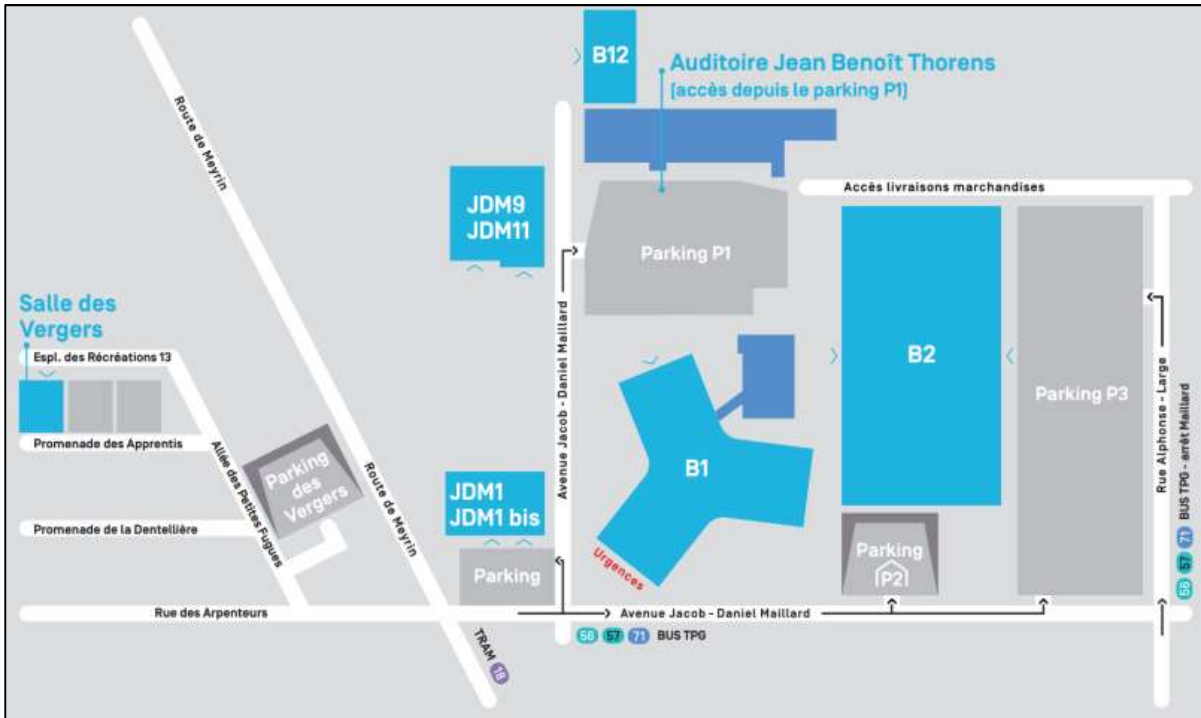 B12
Auditoire Jean Benoît Thorens
(accès depuis le parking P1)
Route de Meyrin
Accès livraisons marchandises
JDM9
JDM11
Parking P1
Salle des
Vergers
Espl. des Récréations 13
Avenue Jacob - Daniel Maillard
B2
Parking P3
Rue Alphonse - Large
Promenade des Apprentis
Allée des Petites Fugues
Parking
des
Vergers
Route de Meyrin
B1
JDM1
JDM1 bis
Promenade de la Dentellière
Urgences
Parking
P2
Parking
BUS TPG - arrêt Maillard
56 57 71
Rue des Arpenteurs
Avenue Jacob - Daniel Maillard
56 57 71 BUS TPG
TRAM 18